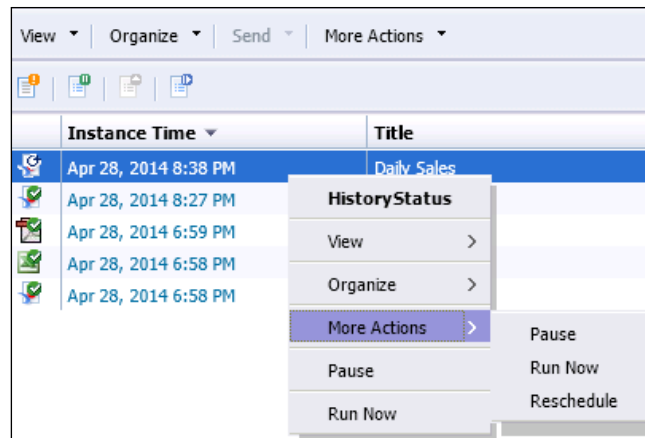 View Organize Send More Actions
Instance Time Title
Apr 28, 2014 8:38 PM Daily Sales
Apr 28, 2014 8:27 PM
HistoryStatus
Apr 28, 2014 6:59 PM
View
Apr 28, 2014 6:58 PM
Organize
Apr 28, 2014 6:58 PM
More Actions
Pause
Run Now
Pause
Run Now
Reschedule